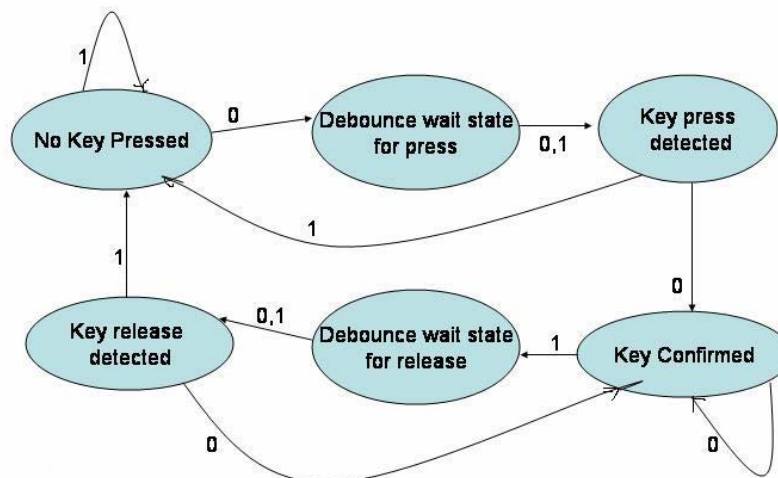 1
No Key Pressed
0
Debounce wait state
for press
0,1
Key press
detected
1
0
1
Key release
detected
0,1
Debounce wait state
for release
1
Key Confirmed
0
0